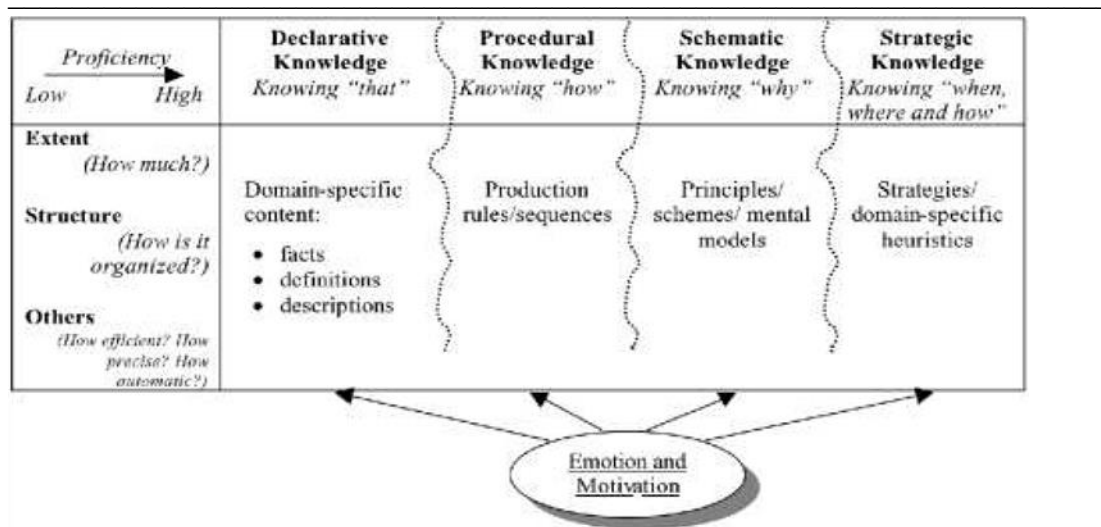 Proficiency
Low High
Declarative
Knowledge
Knowing “that”
Procedural
Knowledge
Knowing “how”
Schematic
Knowledge
Knowing “why”
Strategic
Knowledge
Knowing “when,
where and how”
Extent
(How much?)
Structure
(How is it
organized?)
Others
(How efficient? How
precise? How
automatic?)
Domain-specific
content:
• facts
• definitions
• descriptions
Production
rules/sequences
Principles/
schemes/ mental
models
Strategies/
domain-specific
heuristics
Emotion and
Motivation